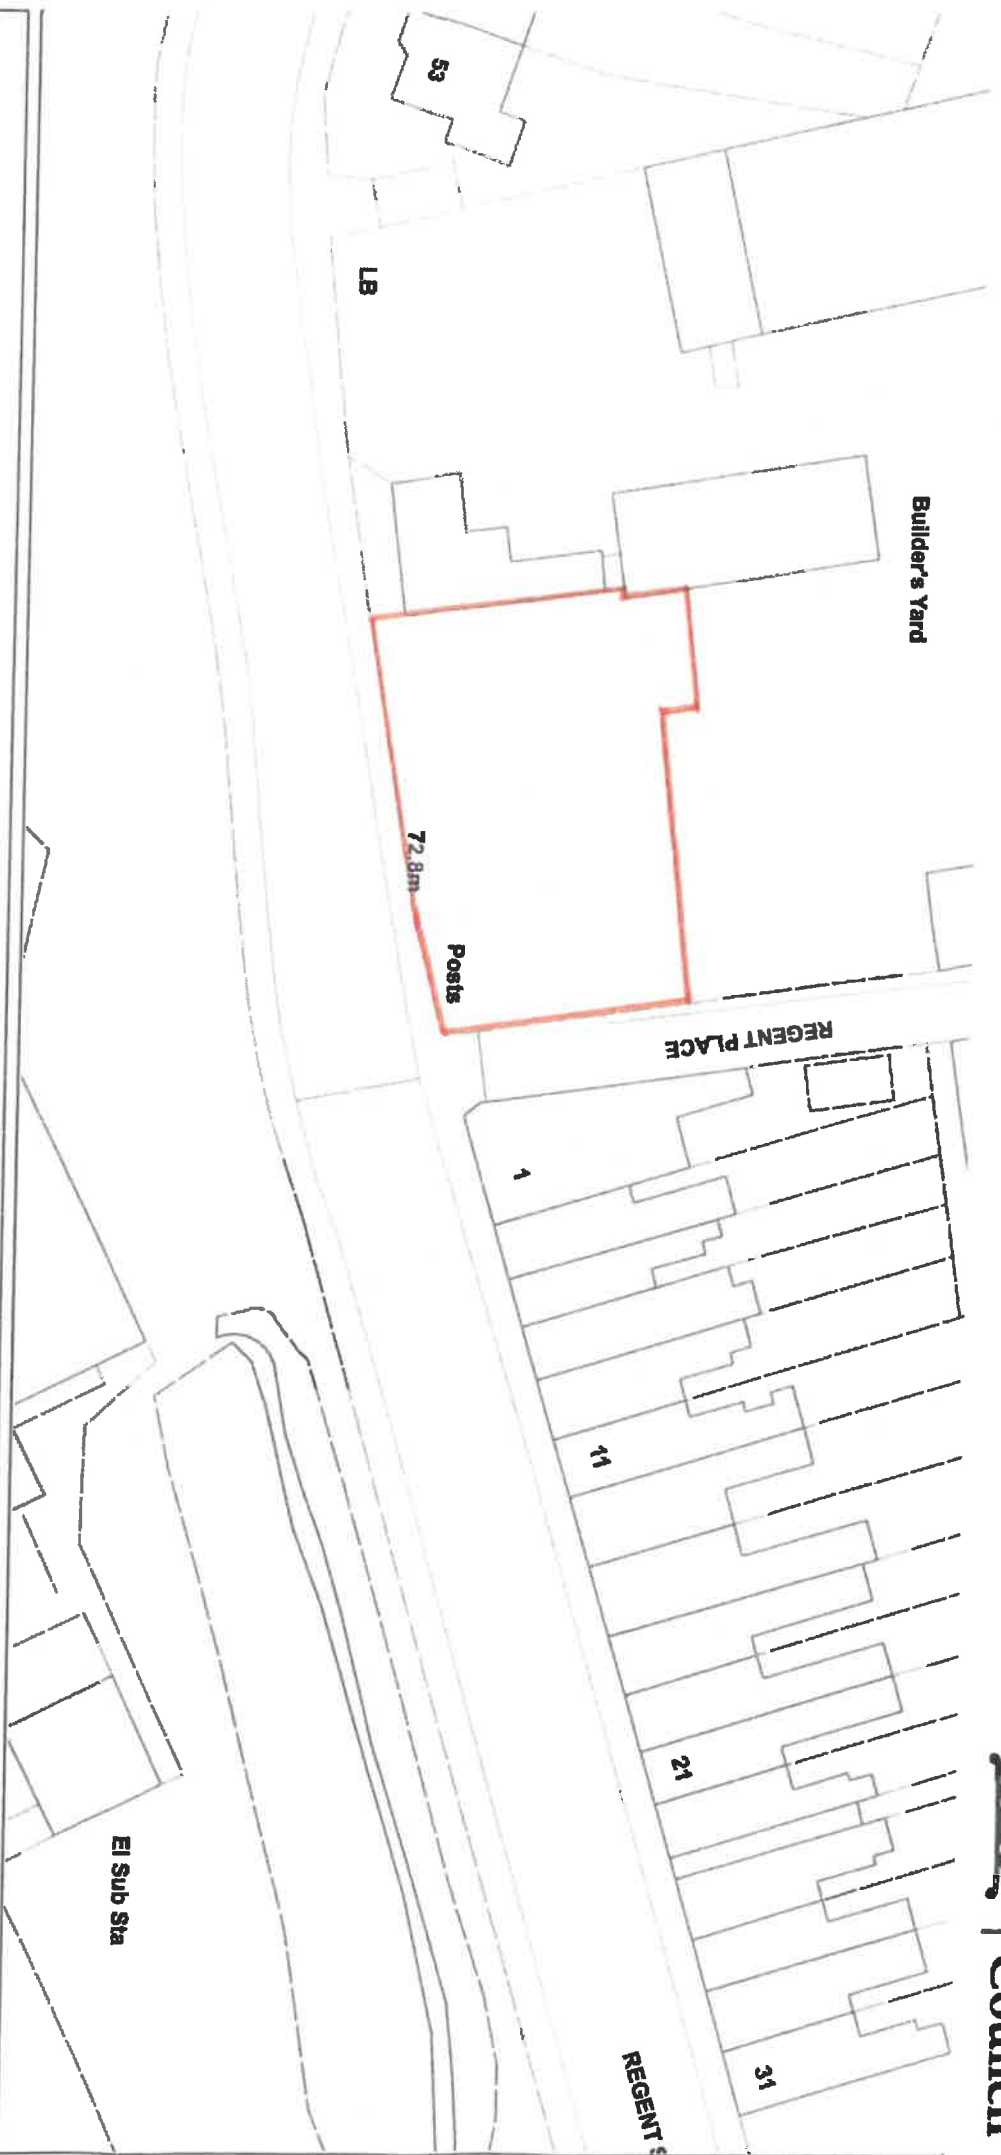 Council
53
LB
Builder's Yard
72.8m
Posts
REGENT PLACE
1
11
21
31
El Sub Sta
REGENT